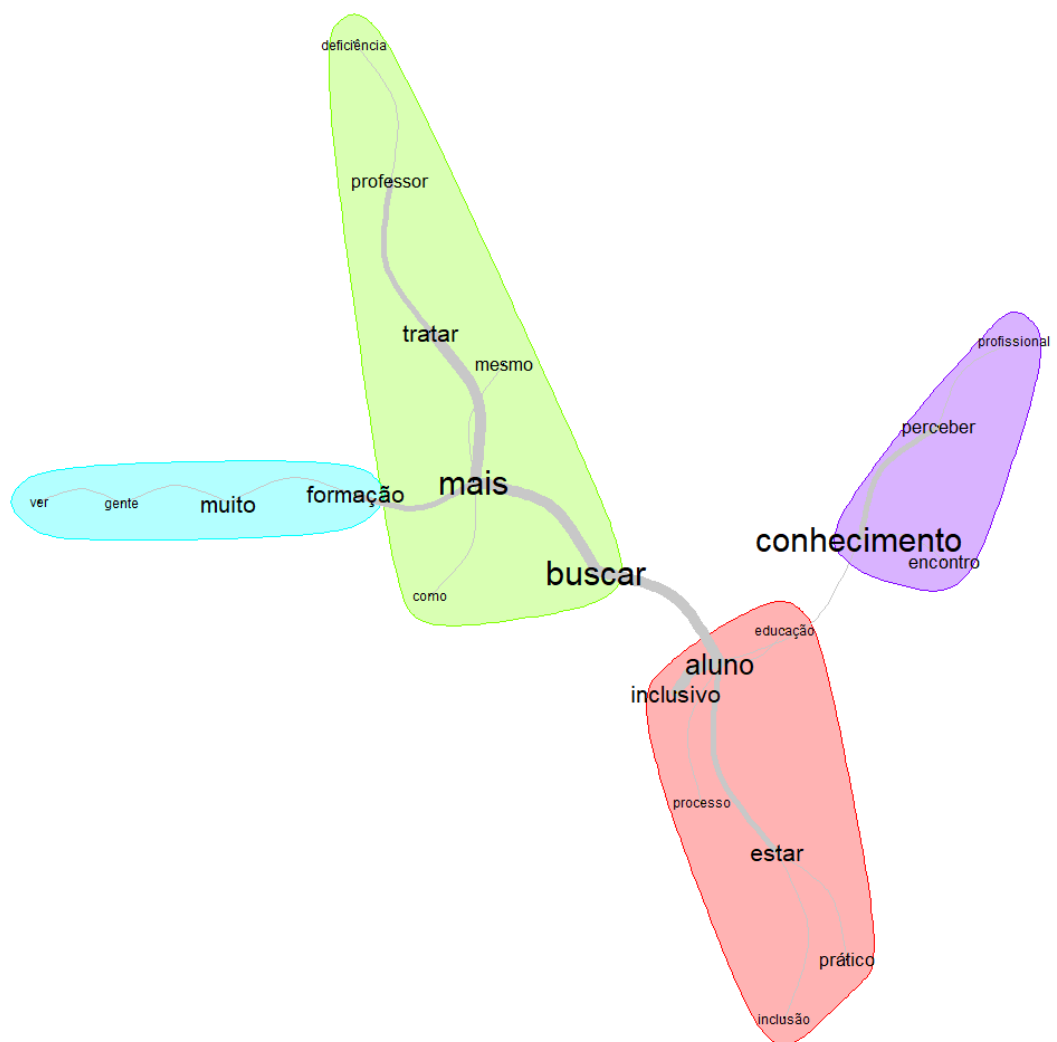 deficiência
professor
tratar
mesmo
profissional
perceber
mais
formação
muito
gente
ver
conhecimento
encontro
buscar
como
educação
aluno
inclusivo
processo
estar
prático
inclusão